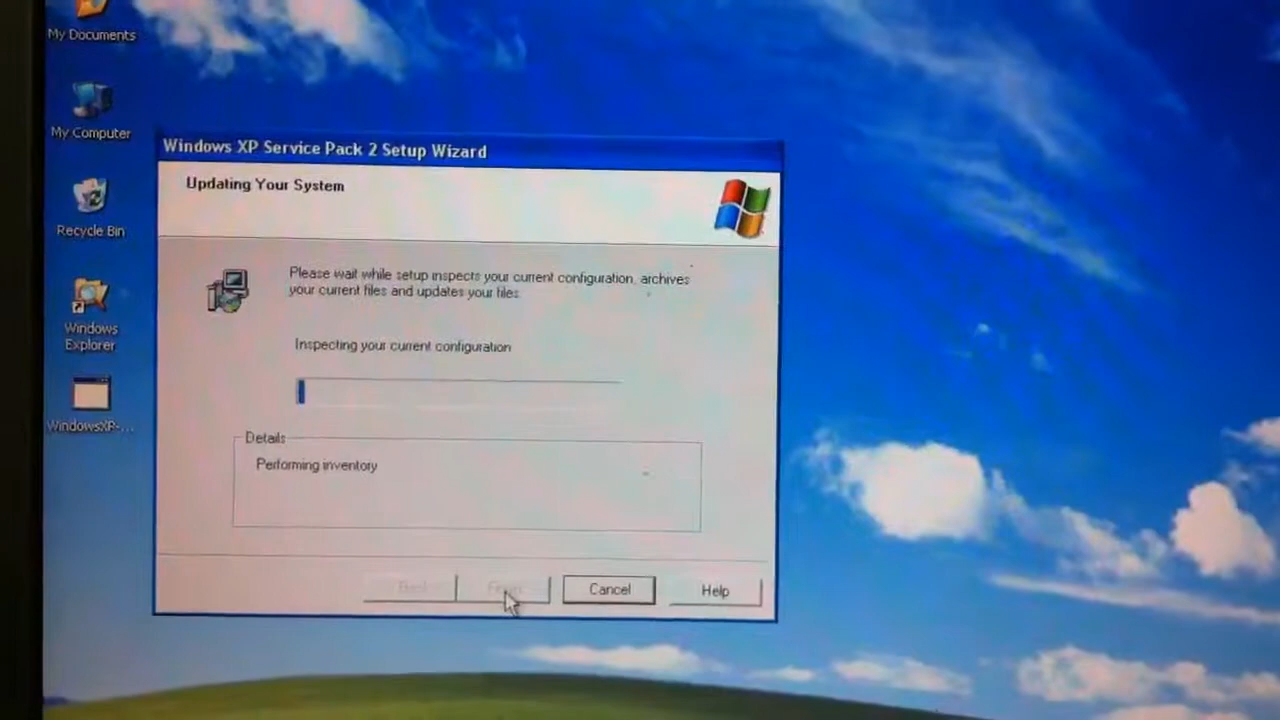 My Documents
My Computer
Recycle Bin
Windows
Explorer
WindowsXP-...
Windows XP Service Pack 2 Setup Wizard
Updating Your System
Please wait while setup inspects your current configuration, archives
your current files and updates your files.
Inspecting your current configuration
Details
Performing inventory
Cancel
Help